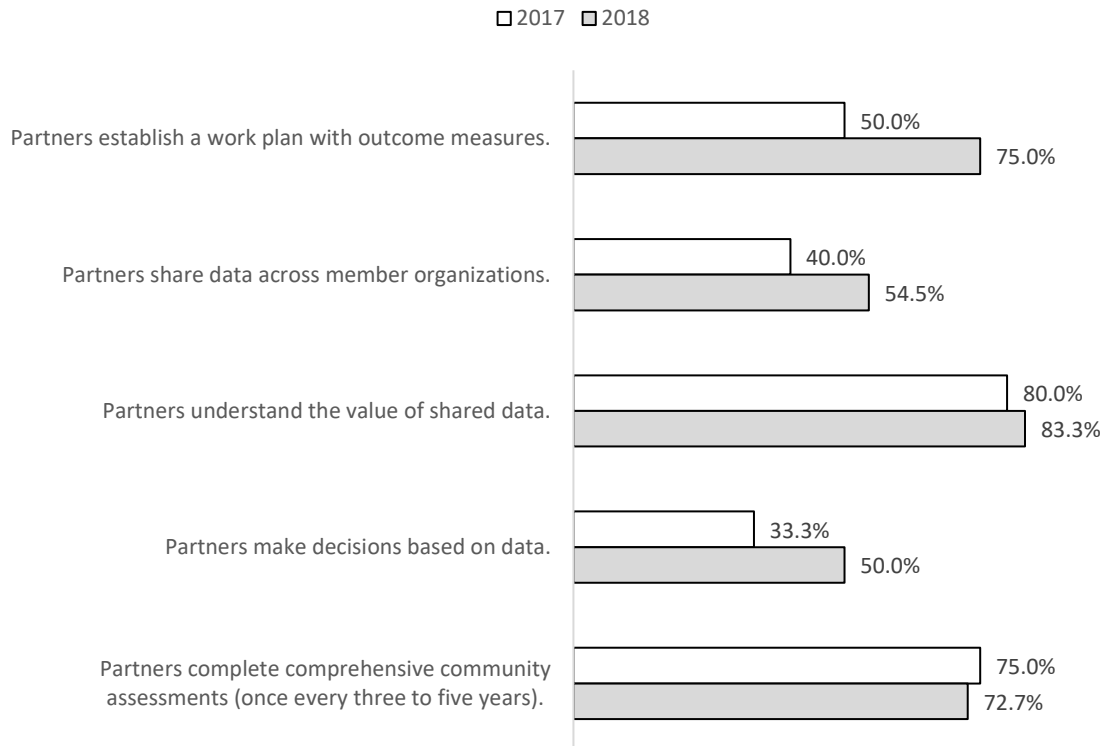 2017 2018
Partners establish a work plan with outcome measures.
50.0%
75.0%
Partners share data across member organizations.
40.0%
54.5%
Partners understand the value of shared data.
80.0%
83.3%
Partners make decisions based on data.
33.3%
50.0%
Partners complete comprehensive community
assessments (once every three to five years).
75.0%
72.7%